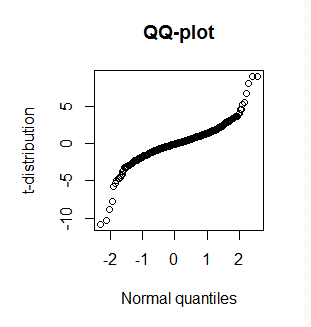 QQ-plot
t-distribution
5
0
-5
-10
-2 -1 0 1 2
Normal quantiles